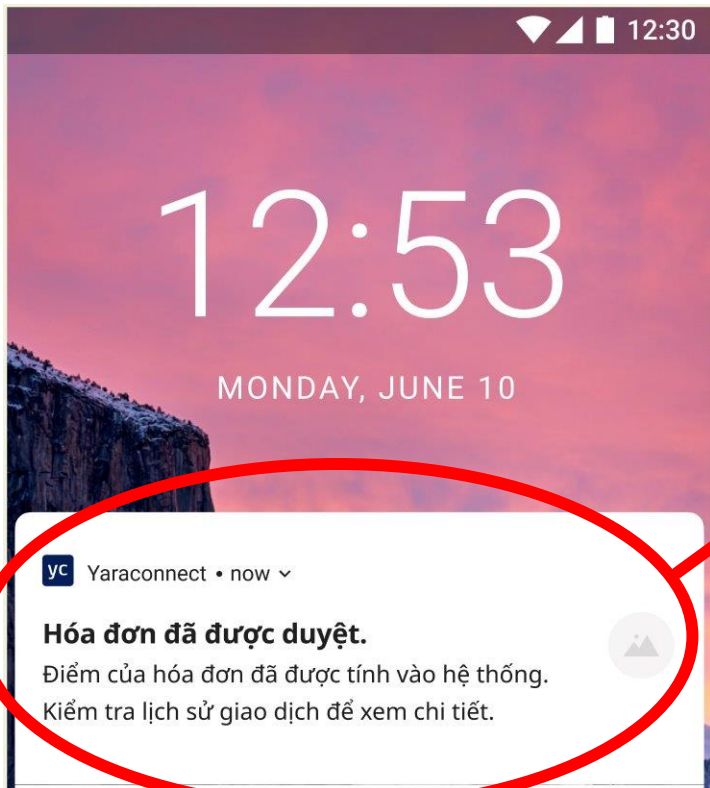 12:30
12:53
MONDAY, JUNE 10
yc Yaraconnect • now
Hóa đơn đã được duyệt.
Điểm của hóa đơn đã được tính vào hệ thống.
Kiểm tra lịch sử giao dịch để xem chi tiết.